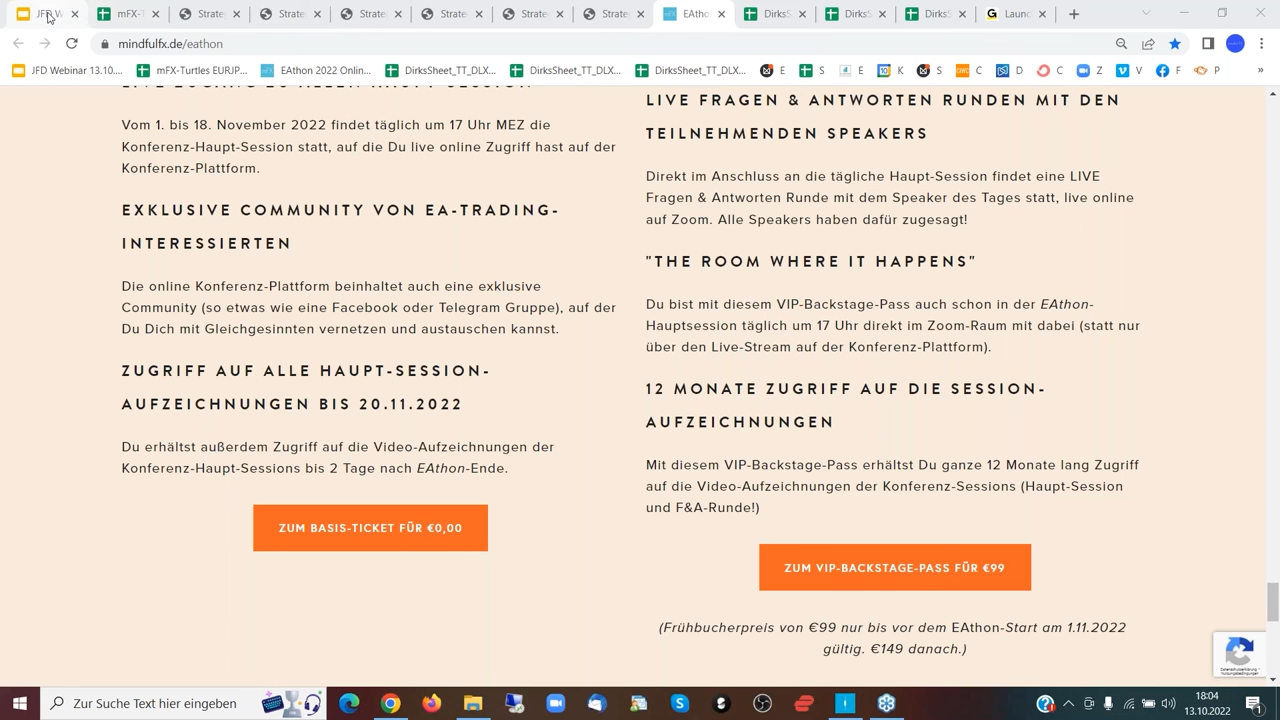 JFD W
mFX-T
Strate
Strate
Strate
Strate
Strate
Strate
EAtho
DirksS
DirksS
DirksS
Launc
mindfulfx.de/eathon
JFD Webinar 13.10....
mFX-Turtles EURJP...
EAthon 2022 Onlin...
DirksSheet_TT_DLX...
DirksSheet_TT_DLX...
DirksSheet_TT_DLX...
E
S
E
K
S
C
D
C
Z
V
F
P
»
Vom 1. bis 18. November 2022 findet täglich um 17 Uhr MEZ die
Konferenz-Haupt-Session statt, auf die Du live online Zugriff hast auf der
Konferenz-Plattform.
EXKLUSIVE COMMUNITY VON EA-TRADING-
INTERESSIERTEN
Die online Konferenz-Plattform beinhaltet auch eine exklusive
Community (so etwas wie eine Facebook oder Telegram Gruppe), auf der
Du Dich mit Gleichgesinnten vernetzen und austauschen kannst.
ZUGRIFF AUF ALLE HAUPT-SESSION-
AUFZEICHNUNGEN BIS 20.11.2022
Du erhältst außerdem Zugriff auf die Video-Aufzeichnungen der
Konferenz-Haupt-Sessions bis 2 Tage nach EAthon-Ende.
ZUM BASIS-TICKET FÜR €0,00
LIVE FRAGEN & ANTWORTEN RUNDEN MIT DEN
TEILNEHMENDEN SPEAKERS
Direkt im Anschluss an die tägliche Haupt-Session findet eine LIVE
Fragen & Antworten Runde mit dem Speaker des Tages statt, live online
auf Zoom. Alle Speakers haben dafür zugesagt!
"THE ROOM WHERE IT HAPPENS"
Du bist mit diesem VIP-Backstage-Pass auch schon in der EAthon-
Hauptsession täglich um 17 Uhr direkt im Zoom-Raum mit dabei (statt nur
über den Live-Stream auf der Konferenz-Plattform).
12 MONATE ZUGRIFF AUF DIE SESSION-
AUFZEICHNUNGEN
Mit diesem VIP-Backstage-Pass erhältst Du ganze 12 Monate lang Zugriff
auf die Video-Aufzeichnungen der Konferenz-Sessions (Haupt-Session
und F&A-Runde!)
ZUM VIP-BACKSTAGE-PASS FÜR €99
(Frühbucherpreis von €99 nur bis vor dem EAthon-Start am 1.11.2022
gültig. €149 danach.)
Zur Suche Text hier eingeben
18:04
13.10.2022